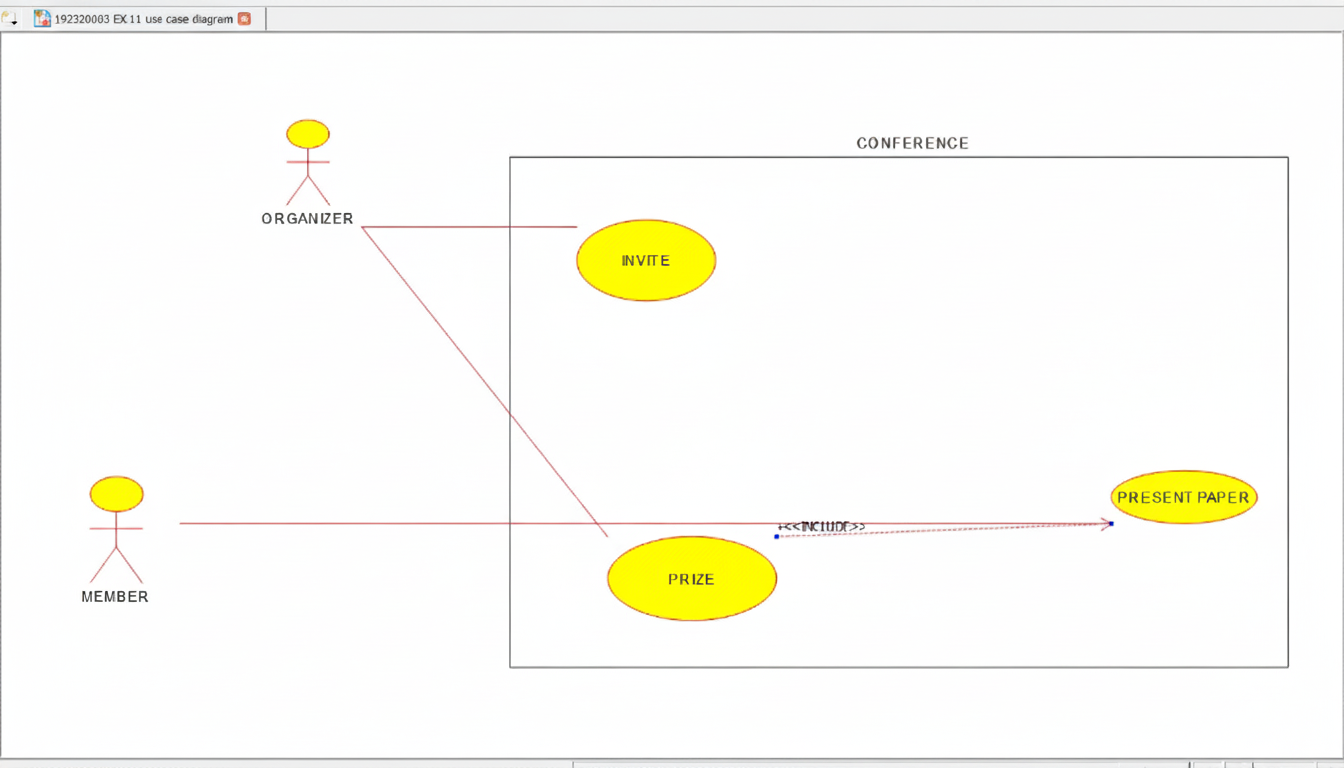 192320003 EX 11 use case diagram
CONFERENCE
ORGANIZER
INVITE
PRESENT PAPER
+<<INCLUDE>>
PRIZE
MEMBER